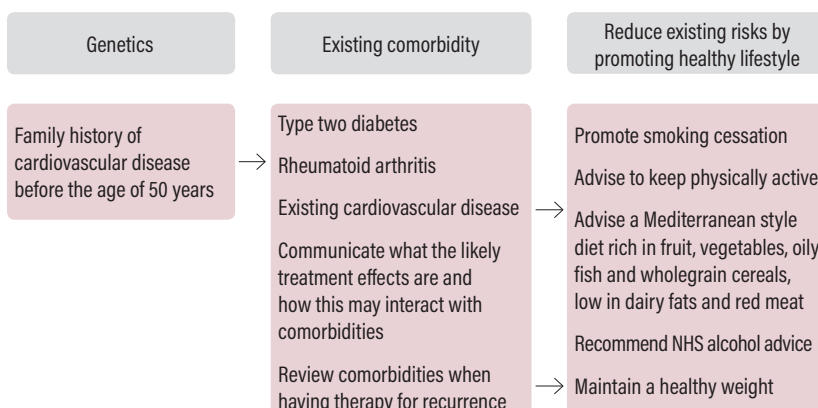 Genetics
Existing comorbidity
Reduce existing risks by
promoting healthy lifestyle
Family history of
cardiovascular disease
before the age of 50 years
Type two diabetes
Rheumatoid arthritis
Existing cardiovascular disease
Communicate what the likely
treatment effects are and
how this may interact with
comorbidities
Review comorbidities when
having therapy for recurrence
Promote smoking cessation
Advise to keep physically active
Advise a Mediterranean style
diet rich in fruit, vegetables, oily
fish and wholegrain cereals,
low in dairy fats and red meat
Recommend NHS alcohol advice
Maintain a healthy weight